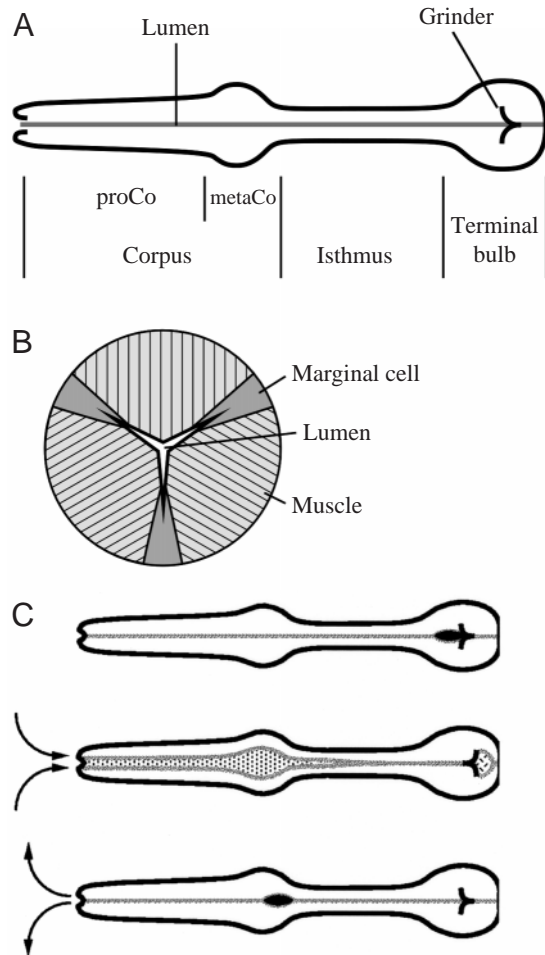 A
Lumen
Grinder
proCo
metaCo
Corpus
Isthmus
Terminal
bulb
B
Marginal cell
Lumen
Muscle
C